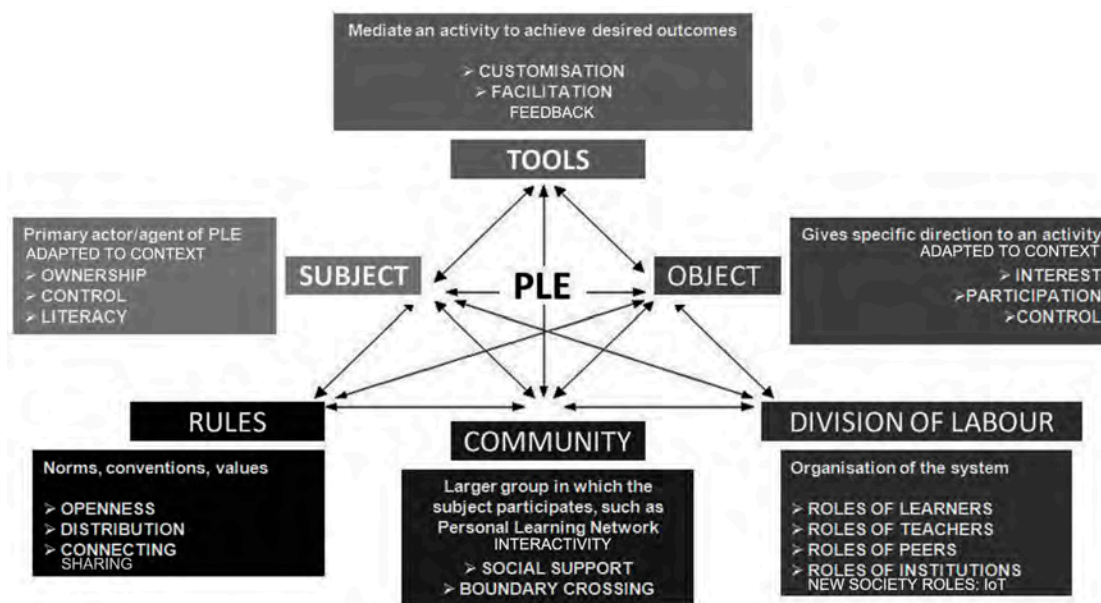 Mediate an activity to achieve desired outcomes
➢ CUSTOMISATION
➢ FACILITATION
FEEDBACK
TOOLS
Primary actor/agent of PLE
ADAPTED TO CONTEXT
➢ OWNERSHIP
➢ CONTROL
➢ LITERACY
SUBJECT
PLE
OBJECT
Gives specific direction to an activity
ADAPTED TO CONTEXT
➢ INTEREST
➢PARTICIPATION
➢CONTROL
RULES
Norms, conventions, values
➢ OPENNESS
➢ DISTRIBUTION
➢ CONNECTING
SHARING
COMMUNITY
Larger group in which the
subject participates, such as
Personal Learning Network
INTERACTIVITY
➢ SOCIAL SUPPORT
➢ BOUNDARY CROSSING
DIVISION OF LABOUR
Organisation of the system
➢ ROLES OF LEARNERS
➢ ROLES OF TEACHERS
➢ ROLES OF PEERS
➢ ROLES OF INSTITUTIONS
NEW SOCIETY ROLES: IoT